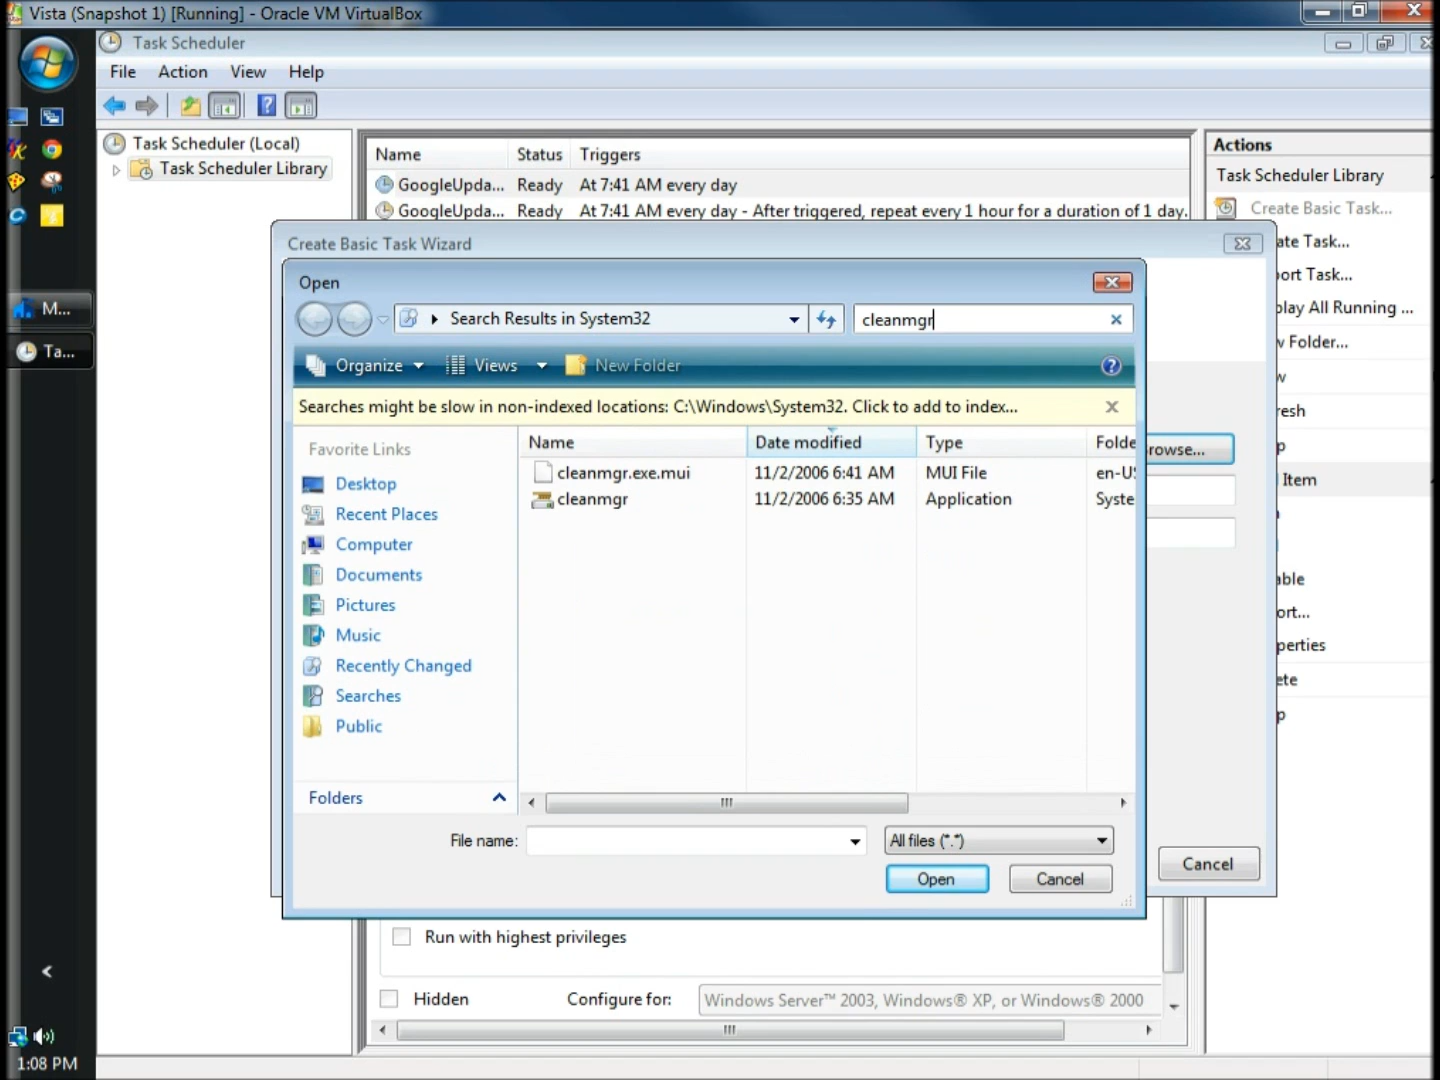 Vista (Snapshot 1) [Running] - Oracle VM VirtualBox
Task Scheduler
File Action View Help
Task Scheduler (Local)
Task Scheduler Library
Name Status Triggers
GoogleUpda... Ready At 7:41 AM every day
GoogleUpda... Ready At 7:41 AM every day - After triggered, repeat every 1 hour for a duration of 1 day.
Actions
Task Scheduler Library
Create Basic Task...
ate Task...
ort Task...
play All Running ...
v Folder...
w
resh
p
Item
able
ort...
perties
ete
p
Create Basic Task Wizard
rowse...
Cancel
Open
Search Results in System32
cleanmgr
Organize Views New Folder
Searches might be slow in non-indexed locations: C:\Windows\System32. Click to add to index...
Favorite Links
Desktop
Recent Places
Computer
Documents
Pictures
Music
Recently Changed
Searches
Public
Folders
Name Date modified Type Folde
cleanmgr.exe.mui 11/2/2006 6:41 AM MUI File en-US
cleanmgr 11/2/2006 6:35 AM Application Syste
File name:
All files (*.*)
Open Cancel
Run with highest privileges
Hidden Configure for: Windows Server™ 2003, Windows® XP, or Windows® 2000
M...
Ta...
1:08 PM